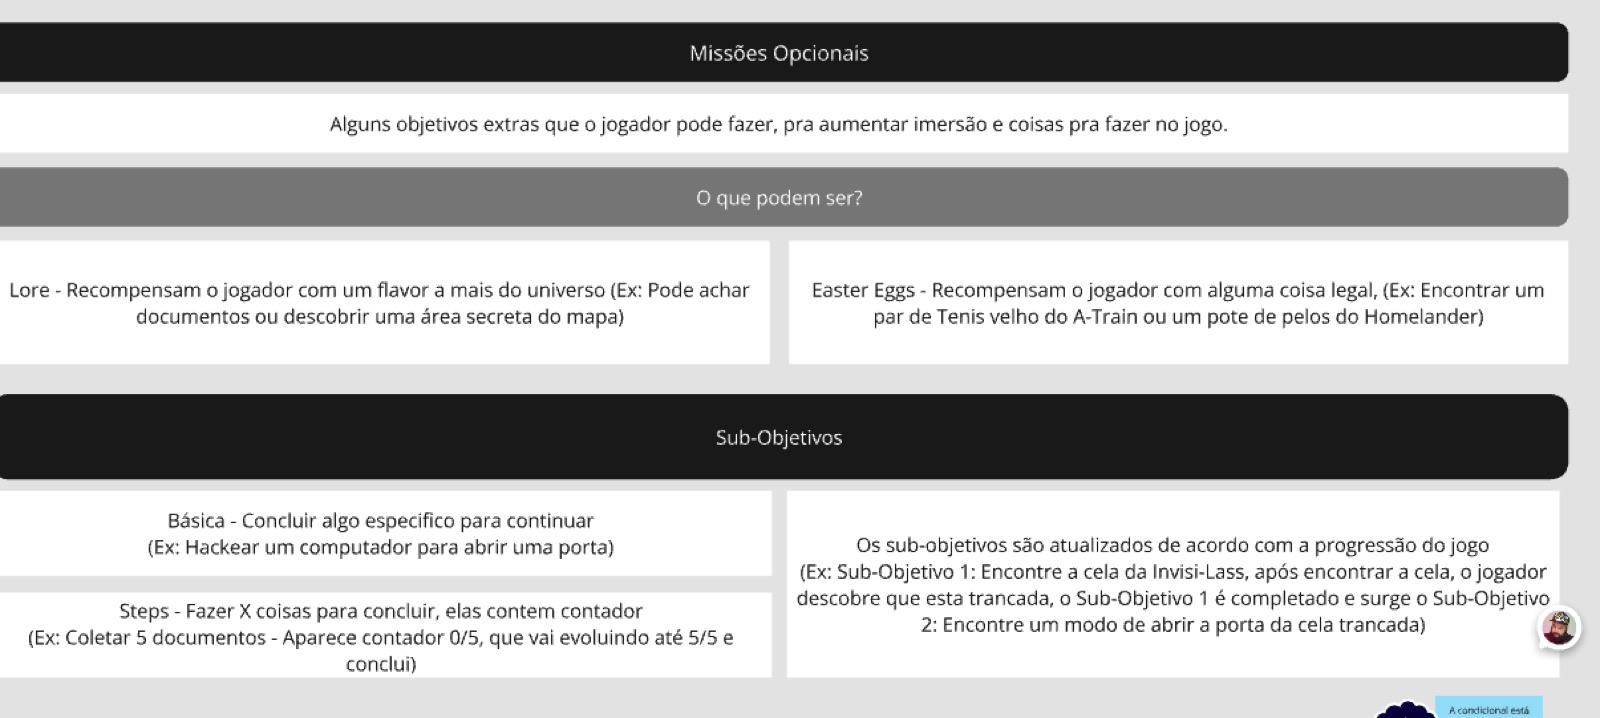 Missões Opcionais
Alguns objetivos extras que o jogador pode fazer, pra aumentar imersão e coisas pra fazer no jogo.
O que podem ser?
Lore - Recompensam o jogador com um flavor a mais do universo (Ex: Pode achar
documentos ou descobrir uma área secreta do mapa)
Easter Eggs - Recompensam o jogador com alguma coisa legal, (Ex: Encontrar um
par de Tenis velho do A-Train ou um pote de pelos do Homelander)
Sub-Objetivos
Básica - Concluir algo especifico para continuar
(Ex: Hackear um computador para abrir uma porta)
Steps - Fazer X coisas para concluir, elas contem contador
(Ex: Coletar 5 documentos - Aparece contador 0/5, que vai evoluindo até 5/5 e
conclui)
Os sub-objetivos são atualizados de acordo com a progressão do jogo
(Ex: Sub-Objetivo 1: Encontre a cela da Invisi-Lass, após encontrar a cela, o jogador
descobre que esta trancada, o Sub-Objetivo 1 é completado e surge o Sub-Objetivo
2: Encontre um modo de abrir a porta da cela trancada)
A condicional está